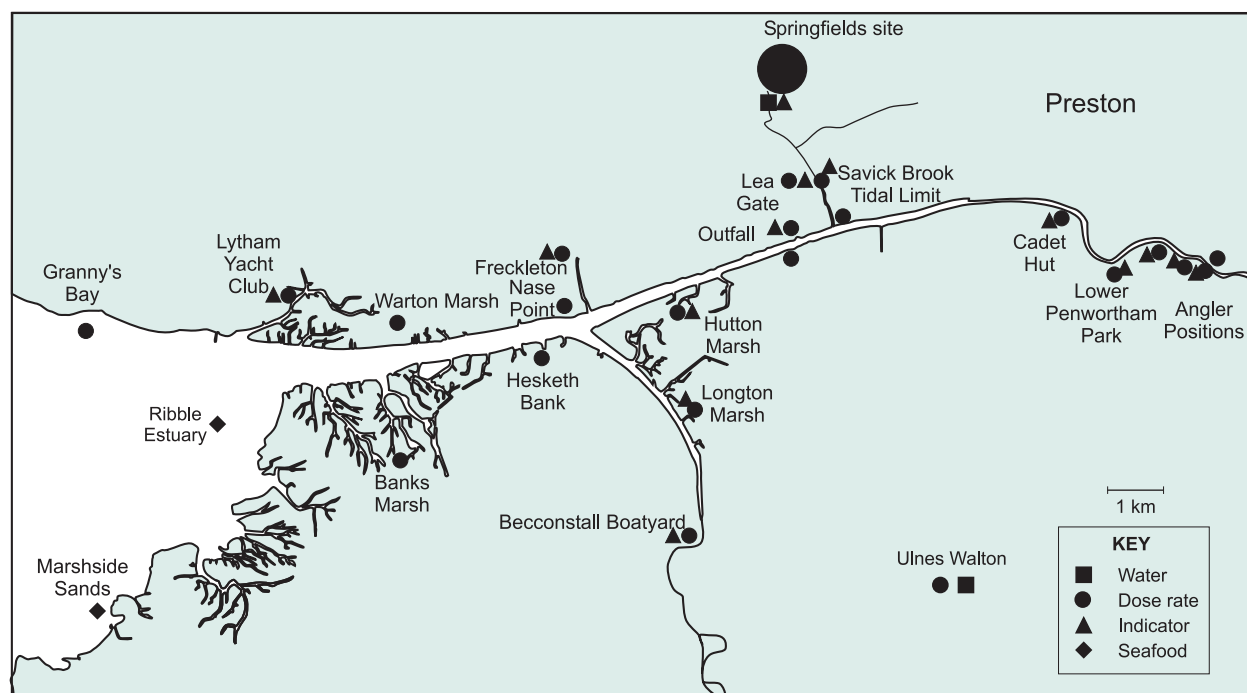 Springfields site
Preston
Savick Brook
Tidal Limit
Lea
Gate
Outfall
Cadet
Hut
Lower
Penwortham
Park
Angler
Positions
Lytham
Yacht
Club
Granny's
Bay
Warton Marsh
Freckleton
Nase
Point
Hutton
Marsh
Hesketh
Bank
Longton
Marsh
Ribble
Estuary
Banks
Marsh
Becconstall Boatyard
Marshside
Sands
Ulnes Walton
1 km
KEY
Water
Dose rate
Indicator
Seafood